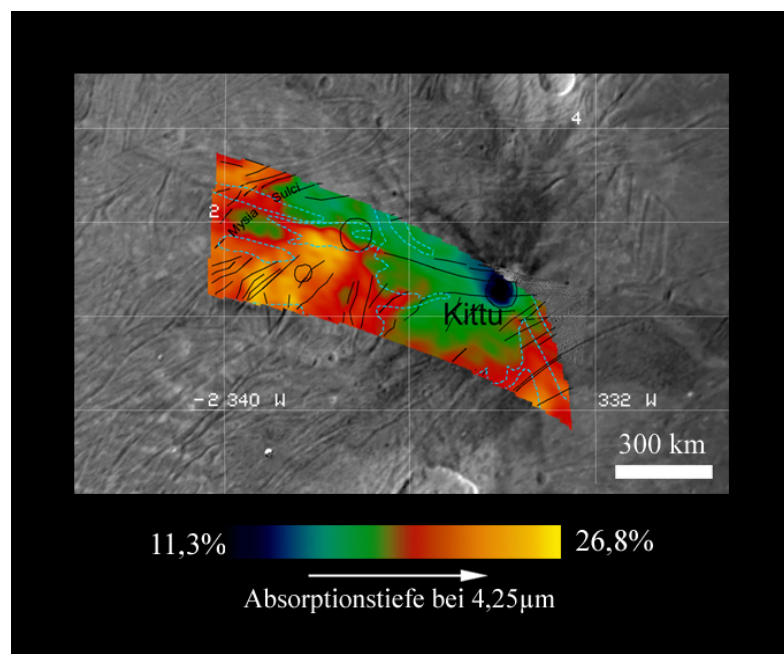 4
2
Mysia Sulci
Kittu
-2 340 W
332 W
300 km
11,3%
26,8%
Absorptionstiefe bei 4,25µm